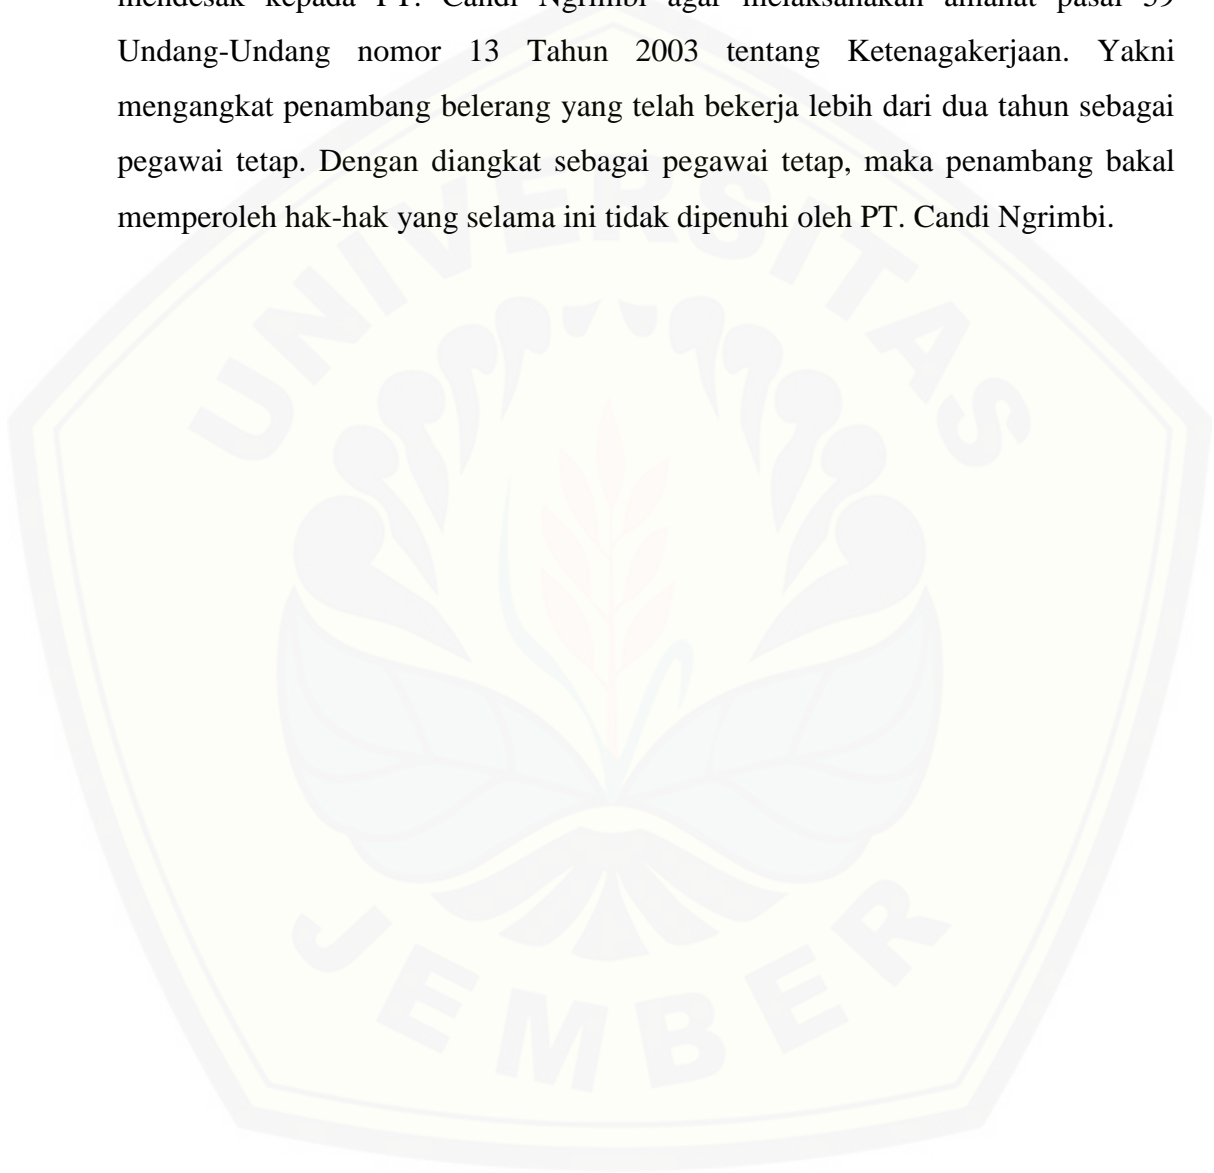 mendesak kepada PT. Candi Ngrimbi agar melaksanakan amanat pasal 59
Undang-Undang nomor 13 Tahun 2003 tentang Ketenagakerjaan. Yakni
mengangkat penambang belerang yang telah bekerja lebih dari dua tahun sebagai
pegawai tetap. Dengan diangkat sebagai pegawai tetap, maka penambang bakal
memperoleh hak-hak yang selama ini tidak dipenuhi oleh PT. Candi Ngrimbi.
UNIVERSITAS
JEMBER